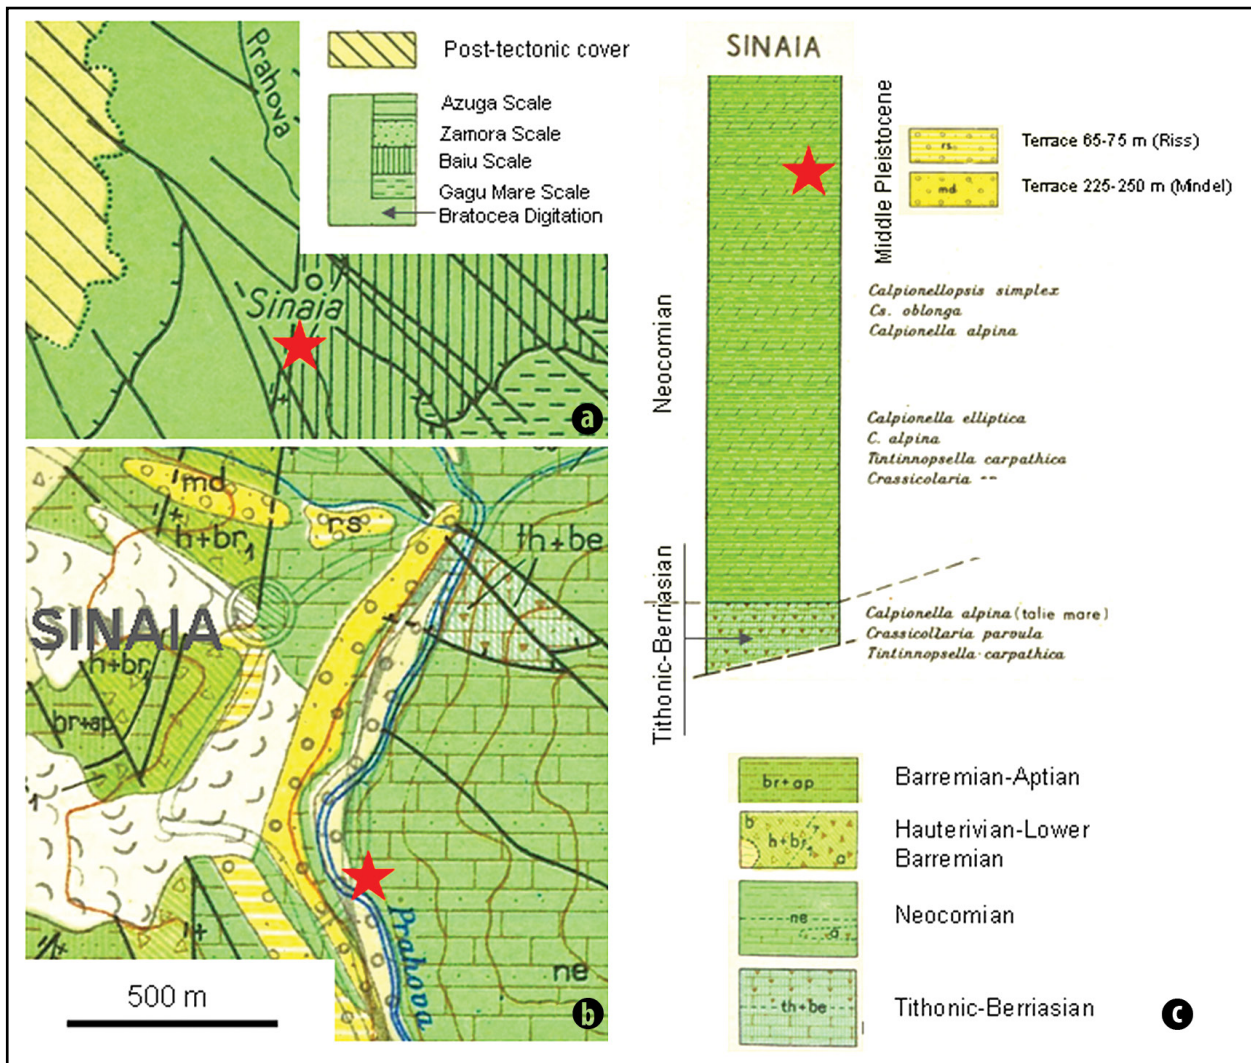 Prahova
Post-tectonic cover
Azuga Scale
Zamora Scale
Baiu Scale
Gagu Mare Scale
Bratocea Digitation
Sinaia
a
md
rs
h+br1
th+be
SINAIA
h+br1
br+ap
Prahova
ne
500 m
b
SINAIA
Neocomian
Tithonic-Berriasian
Middle Pleistocene
rs
Terrace 65-75 m (Riss)
md
Terrace 225-250 m (Mindel)
Calpionellopsis simplex
Cs. oblonga
Calpionella alpina
Calpionella elliptica
C. alpina
Tintinnopsella carpathica
Crassicolaria --
Calpionella alpina (talie mare)
Crassicollaria parvula
Tintinnopsella-carpathica
br+ap
Barremian-Aptian
b
h+br1
a
Hauterivian-Lower
Barremian
ne
a
Neocomian
th+be
Tithonic-Berriasian
c